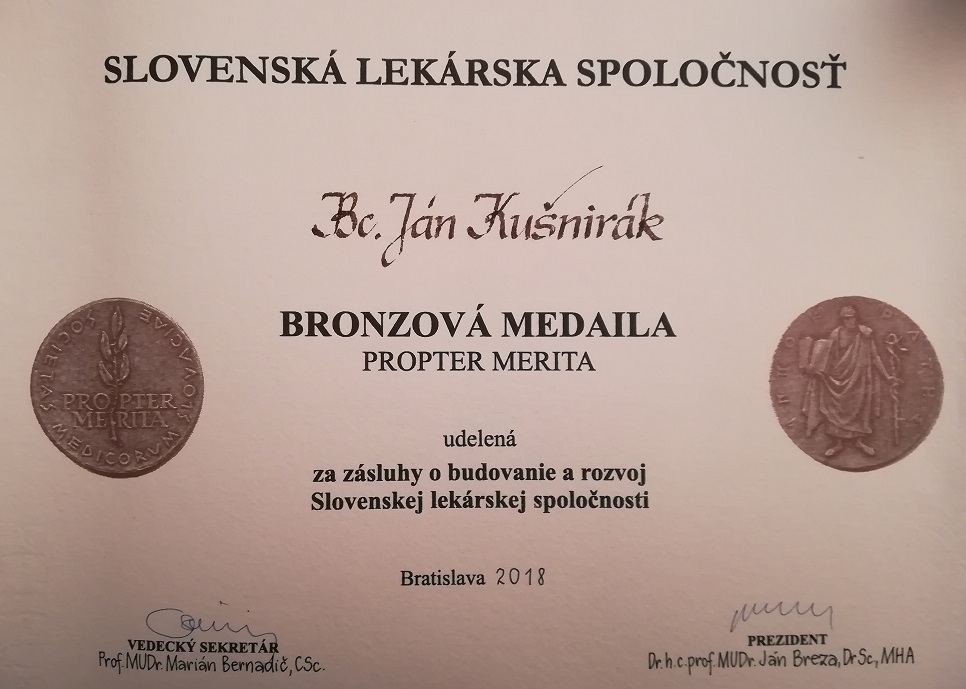 SLOVENSKÁ LEKÁRSKA SPOLOČNOSŤ
Bc. Ján Kušnirák
BRONZOVÁ MEDAILA
PROPTER MERITA
SOCIETAS MEDICORUM SLOVACIAE
PROPTER
MERITA
udelená
za zásluhy o budovanie a rozvoj
Slovenskej lekárskej spoločnosti
Bratislava 2018
VEDECKÝ SEKRETÁR
Prof. MUDr. Marián Bernadič, CSc.
PREZIDENT
Dr.h.c.prof. MUDr. Ján Breza, DrSc, MHA